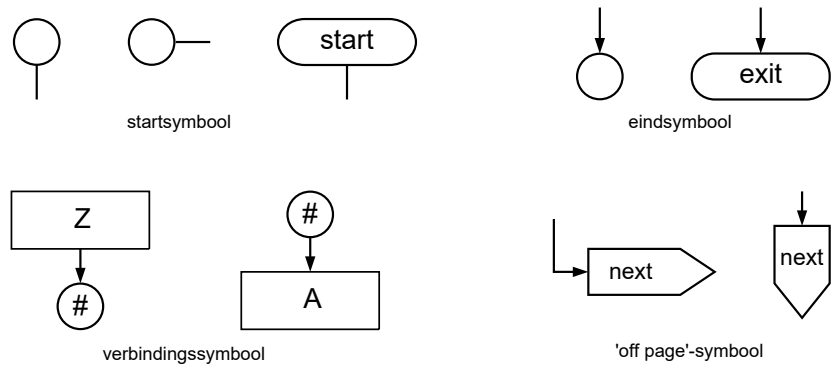 start
exit
startsymbool
eindsymbool
Z
#
#
A
next
next
verbindingssymbool
'off page'-symbool